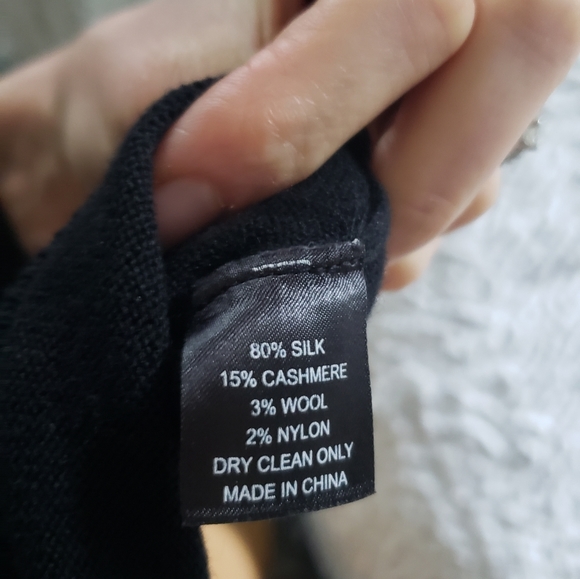 80% SILK
15% CASHMERE
3% WOOL
2% NYLON
DRY CLEAN ONLY
MADE IN CHINA